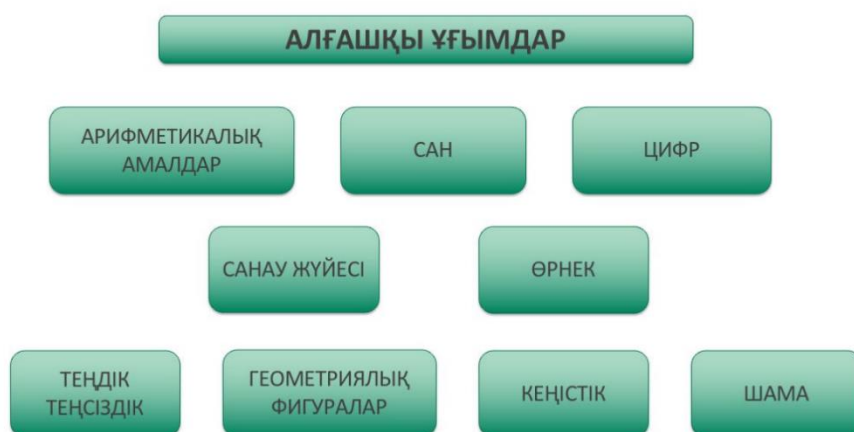 АЛҒАШҚЫ ҰҒЫМДАР
АРИФМЕТИКАЛЫҚ
АМАЛДАР
САН
ЦИФР
САНАУ ЖҮЙЕСІ
ӨРНЕК
ТЕҢДІК
ТЕҢСІЗДІК
ГЕОМЕТРИЯЛЫҚ
ФИГУРАЛАР
КЕҢІСТІК
ШАМА